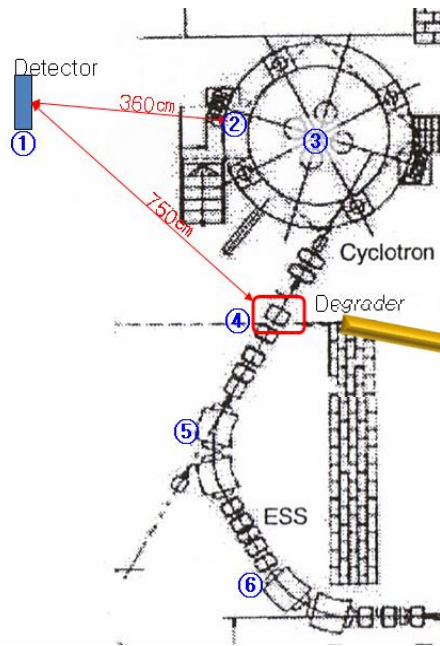 Detector
①
360cm
②
③
750cm
Cyclotron
④
Degrader
⑤
ESS
⑥